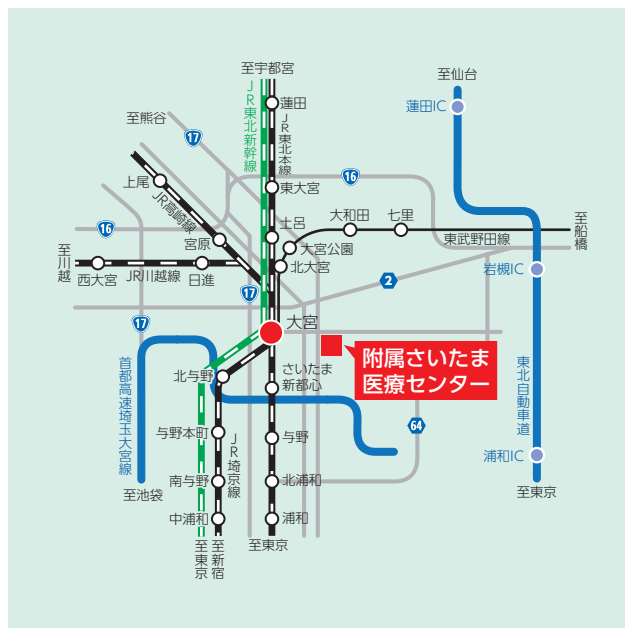 至宇都宮
至仙台
蓮田IC
JR東北新幹線
蓮田
JR東北本線
至熊谷
17
上尾
東大宮
16
JR高崎線
土呂
大和田
七里
至船橋
16
宮原
大宮公園
東武野田線
至川越
西大宮
JR川越線
日進
北大宮
岩槻IC
2
17
17
大宮
附属さいたま
医療センター
首都高速埼玉大宮線
北与野
さいたま
新都心
東北自動車道
64
与野本町
JR埼京線
与野
浦和IC
南与野
北浦和
至池袋
至東京
中浦和
浦和
至東京
至新宿
至東京